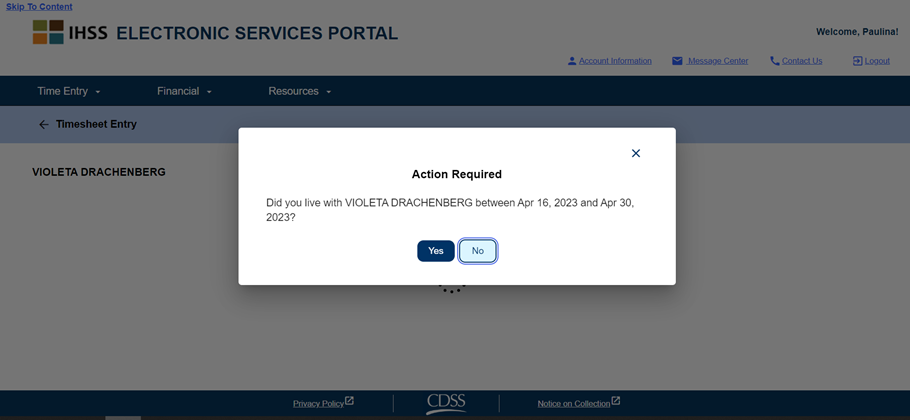 Skip To Content
IHSS ELECTRONIC SERVICES PORTAL
Welcome, Paulina!
Account Information Message Center Contact Us Logout
Time Entry Financial Resources
Timesheet Entry
VIOLETA DRACHENBERG
Action Required
Did you live with VIOLETA DRACHENBERG between Apr 16, 2023 and Apr 30,
2023?
Yes No
Privacy Policy CDSS Notice on Collection